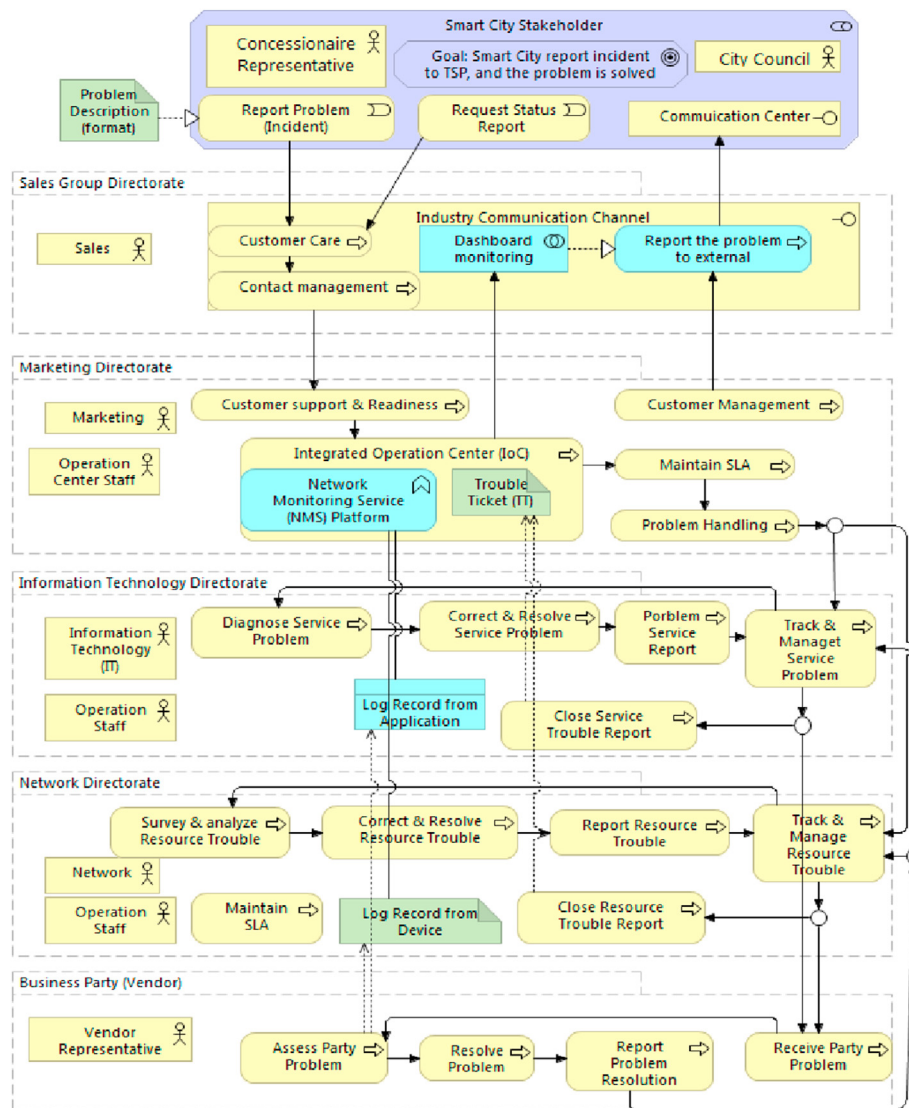 Smart City Stakeholder
Concessionaire
Representative
Goal: Smart City report incident
to TSP, and the problem is solved
City Council
Problem
Description
(format)
Report Problem
(Incident)
Request Status
Report
Commuication Center
Sales Group Directorate
Industry Communication Channel
Sales
Customer Care
Dashboard
monitoring
Report the problem
to external
Contact management
Marketing Directorate
Marketing
Customer support & Readiness
Customer Management
Operation
Center Staff
Integrated Operation Center (IoC)
Network
Monitoring Service
(NMS) Platform
Trouble
Ticket (TT)
Maintain SLA
Problem Handling
Information Technology Directorate
Information
Technology
(IT)
Diagnose Service
Problem
Correct & Resolve
Service Problem
Porblem
Service
Report
Track &
Managet
Service
Problem
Operation
Staff
Log Record from
Application
Close Service
Trouble Report
Network Directorate
Survey & analyze
Resource Trouble
Correct & Resolve
Resource Trouble
Report Resource
Trouble
Track &
Manage
Resource
Trouble
Network
Operation
Staff
Maintain
SLA
Log Record from
Device
Close Resource
Trouble Report
Business Party (Vendor)
Vendor
Representative
Assess Party
Problem
Resolve
Problem
Report
Problem
Resolution
Receive Party
Problem